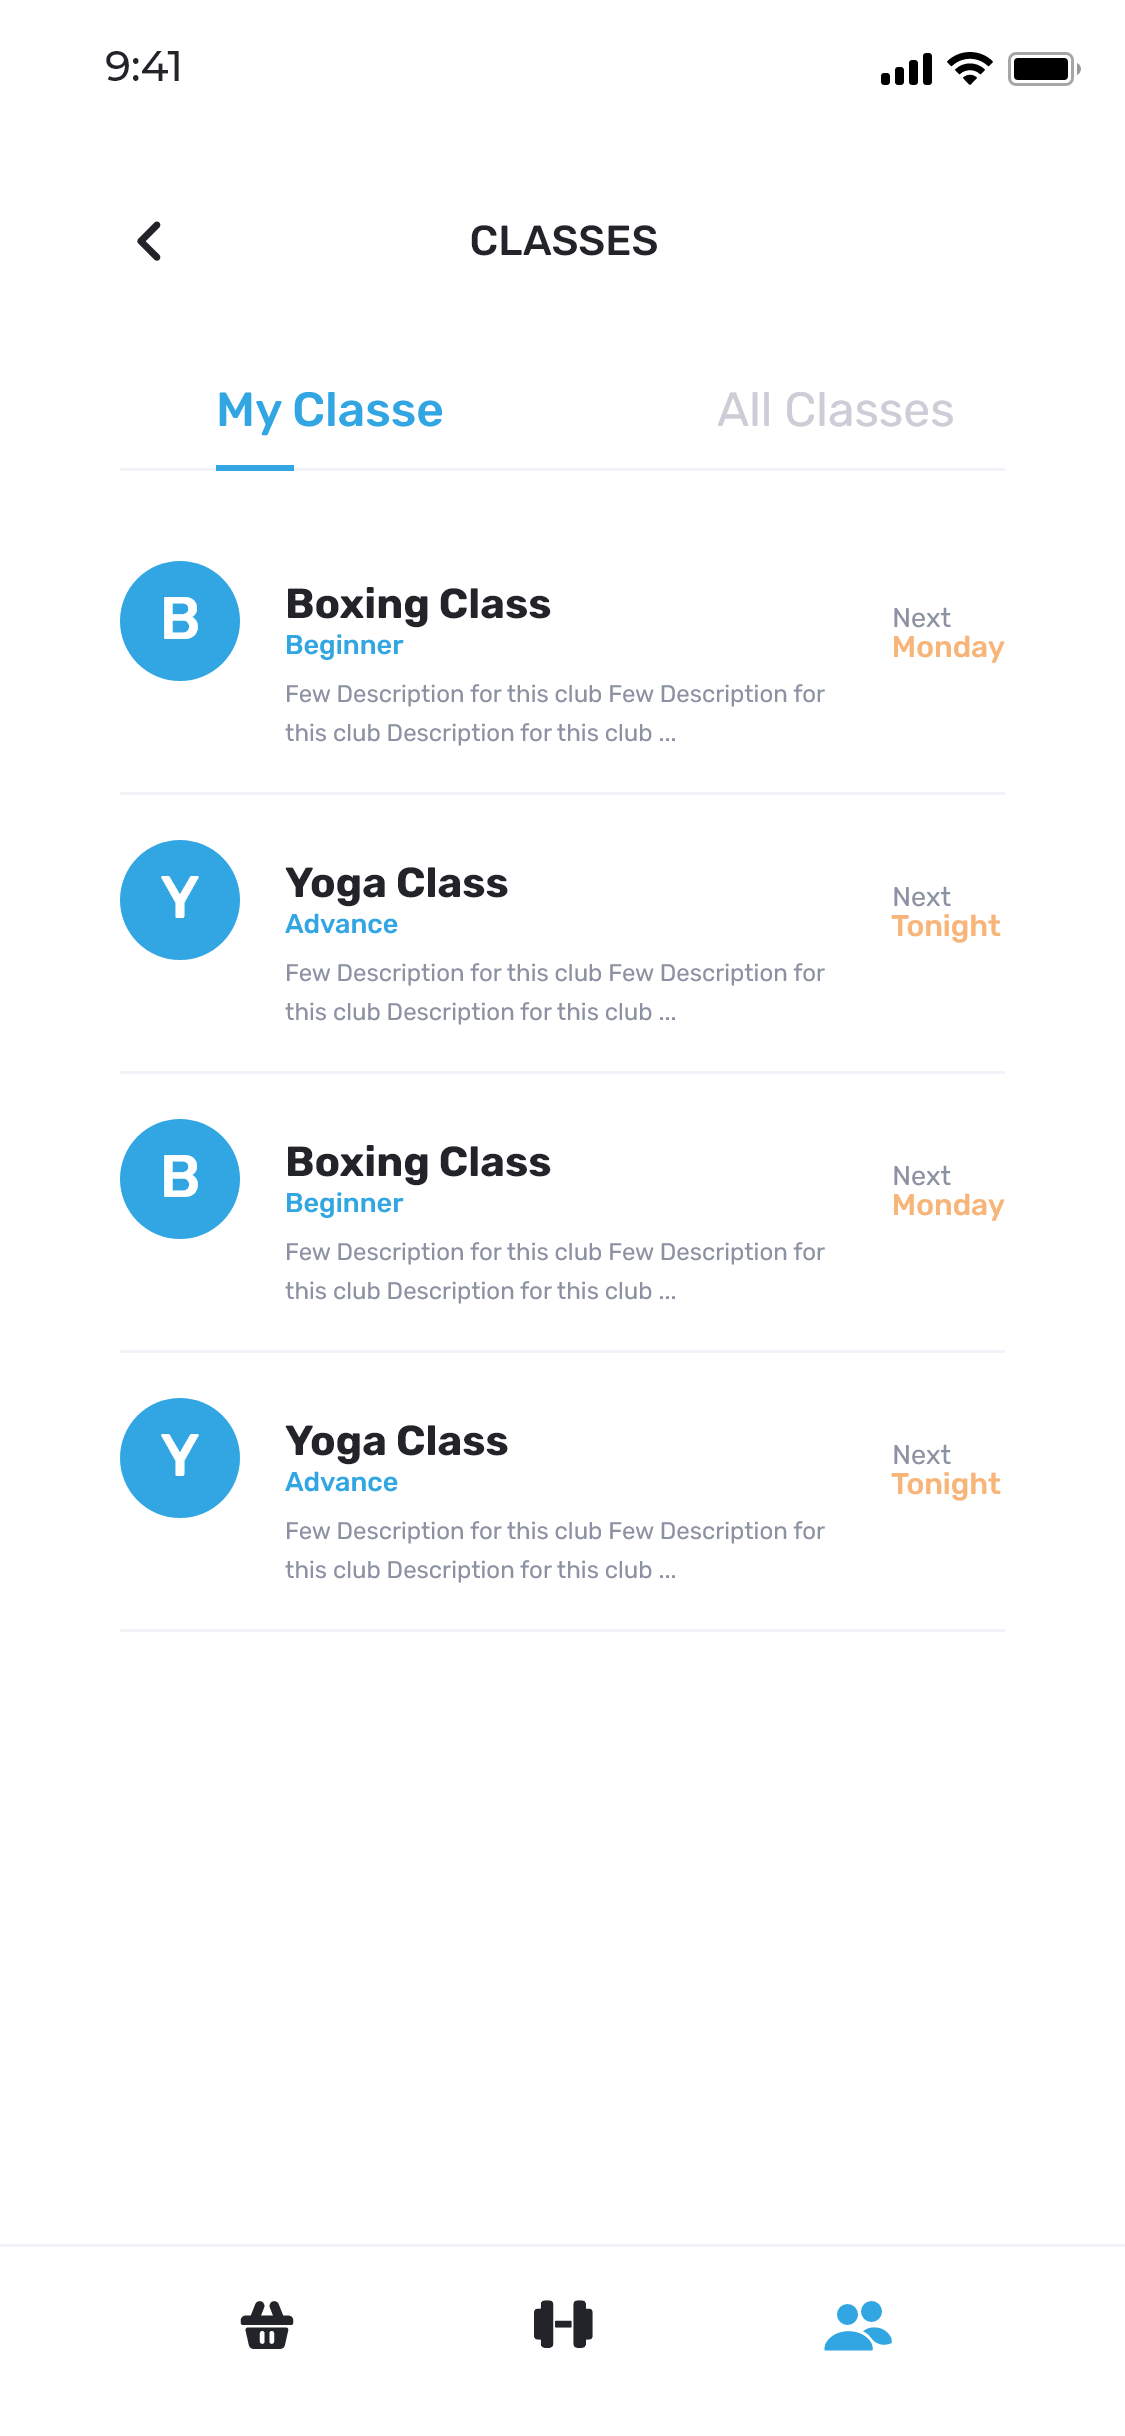 9:41
CLASSES
My Classe
All Classes
B
Boxing Class
Beginner
Few Description for this club Few Description for
this club Description for this club ...
Next
Monday
Y
Yoga Class
Advance
Few Description for this club Few Description for
this club Description for this club ...
Next
Tonight
B
Boxing Class
Beginner
Few Description for this club Few Description for
this club Description for this club ...
Next
Monday
Y
Yoga Class
Advance
Few Description for this club Few Description for
this club Description for this club ...
Next
Tonight